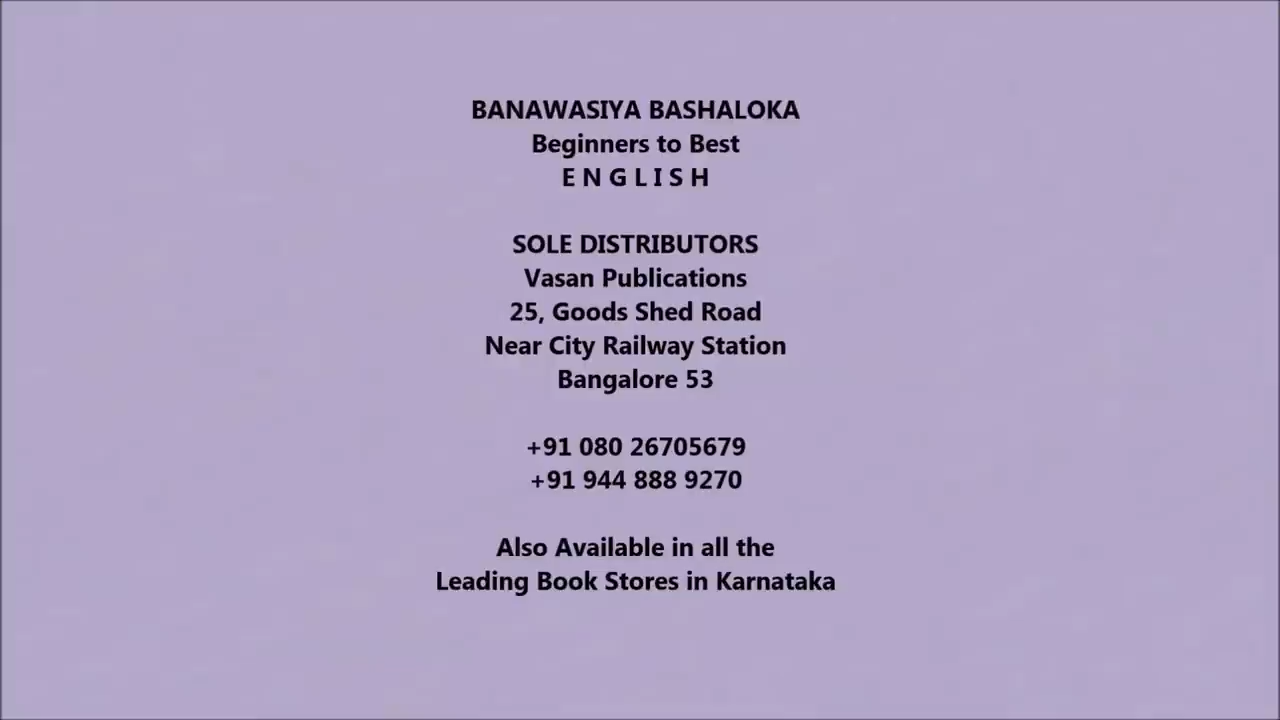 BANAWASIYA BASHALOKA
Beginners to Best
E N G L I S H
SOLE DISTRIBUTORS
Vasan Publications
25, Goods Shed Road
Near City Railway Station
Bangalore 53
+91 080 26705679
+91 944 888 9270
Also Available in all the
Leading Book Stores in Karnataka